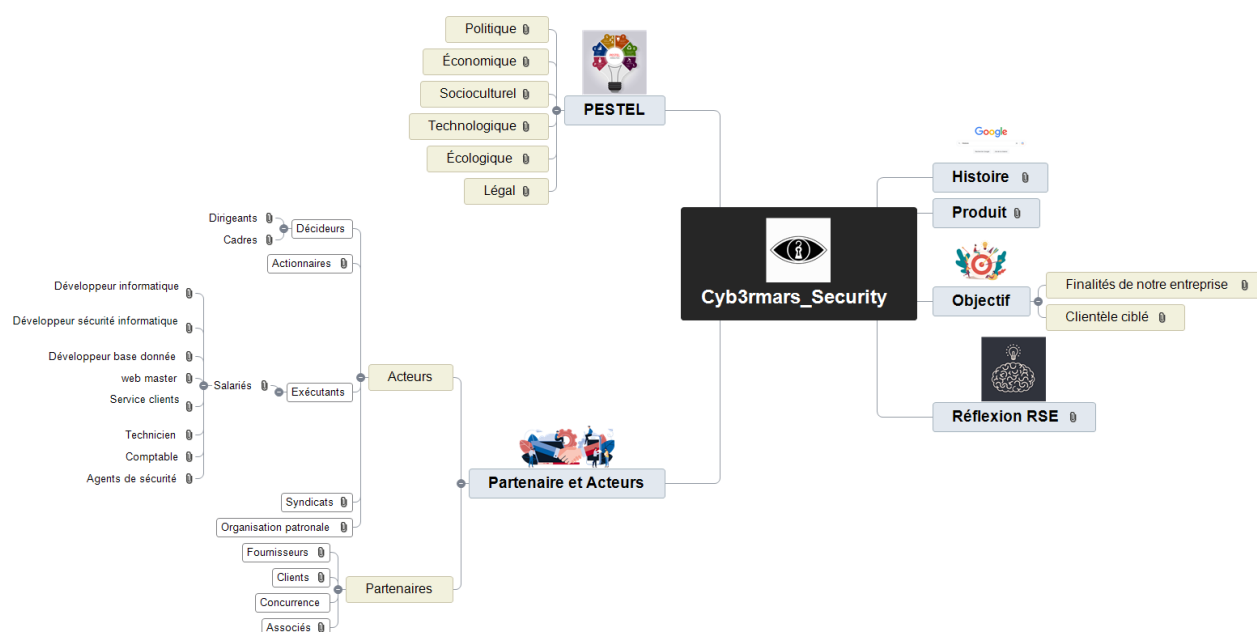 Politique
Économique
Socioculturel
Technologique
Écologique
Légal
PESTEL
Google
Histoire
Produit
Cyb3rmars_Security
Objectif
Finalités de notre entreprise
Clientèle ciblé
Réflexion RSE
Dirigeants
Cadres
Décideurs
Actionnaires
Développeur informatique
Développeur sécurité informatique
Développeur base donnée
web master
Service clients
Technicien
Comptable
Agents de sécurité
Salariés
Exécutants
Acteurs
Syndicats
Organisation patronale
Partenaire et Acteurs
Fournisseurs
Clients
Concurrence
Associés
Partenaires